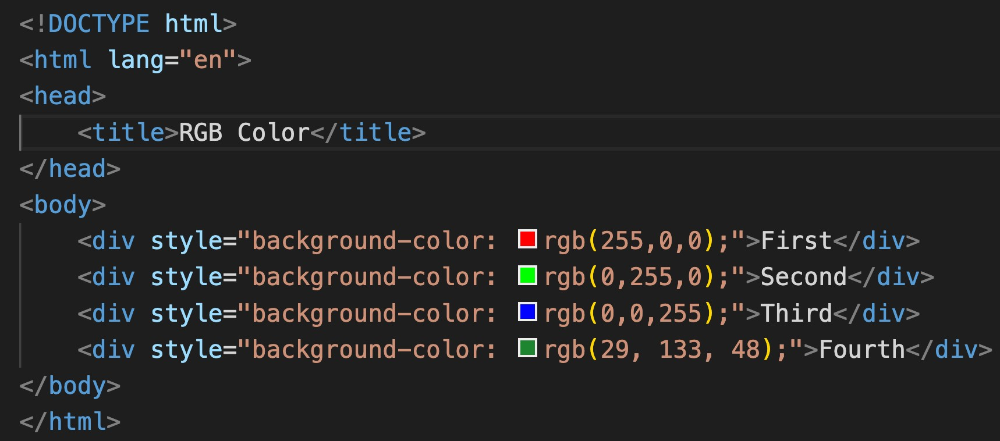 <!DOCTYPE html>
<html lang="en">
<head>
    <title>RGB Color</title>
</head>
<body>
    <div style="background-color: rgb(255,0,0);">First</div>
    <div style="background-color: rgb(0,255,0);">Second</div>
    <div style="background-color: rgb(0,0,255);">Third</div>
    <div style="background-color: rgb(29, 133, 48);">Fourth</div>
</body>
</html>